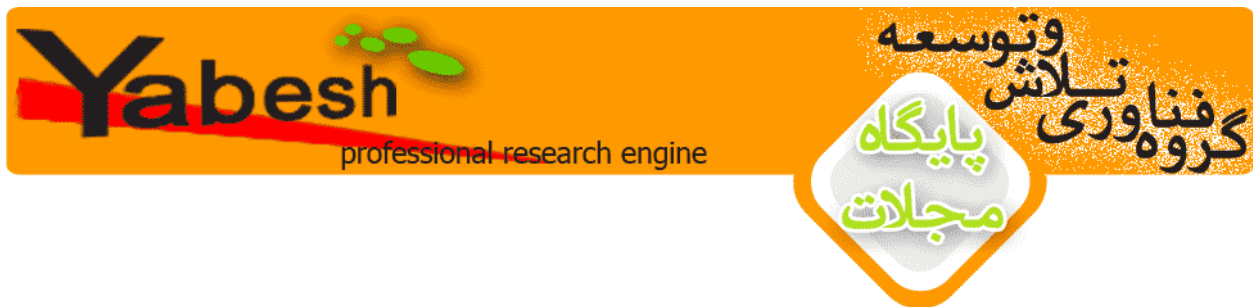 Yabesh
professional research engine
گروه فناوری تلاش وتوسعه
پایگاه
مجلات